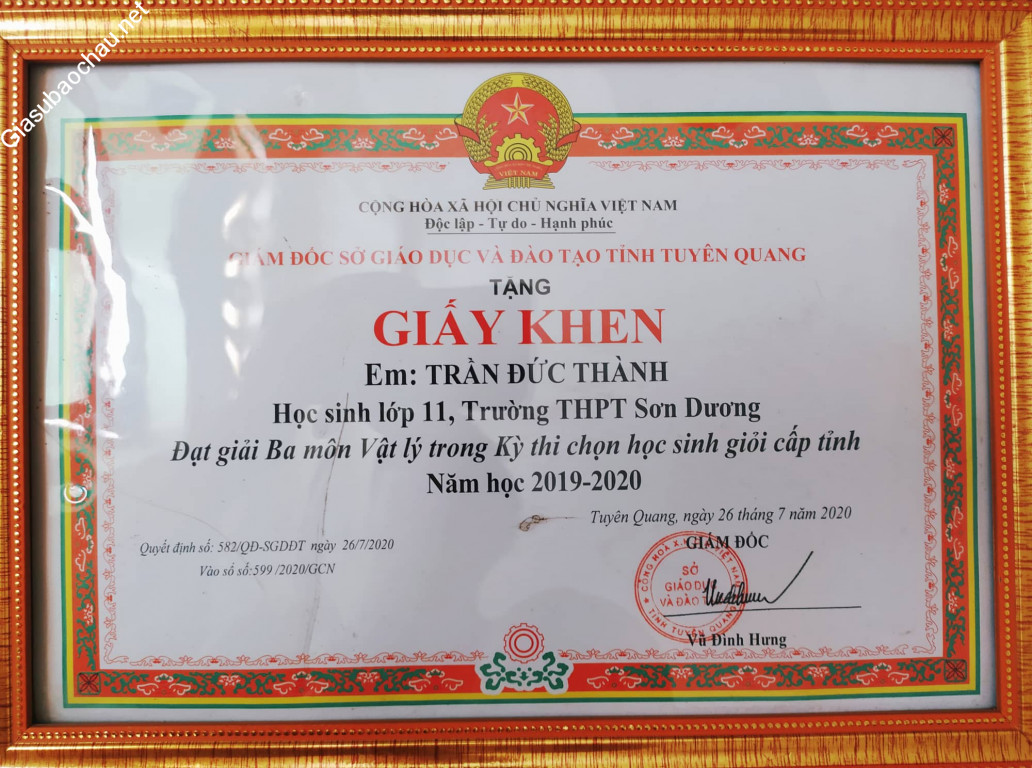 Giasubaochau.net
VIỆT NAM
CỘNG HÒA XÃ HỘI CHỦ NGHĨA VIỆT NAM
Độc lập - Tự do - Hạnh phúc
GIÁM ĐỐC SỞ GIÁO DỤC VÀ ĐÀO TẠO TỈNH TUYÊN QUANG
TẶNG
GIẤY KHEN
Em: TRẦN ĐỨC THÀNH
Học sinh lớp 11, Trường THPT Sơn Dương
Đạt giải Ba môn Vật lý trong Kỳ thi chọn học sinh giỏi cấp tỉnh
Năm học 2019-2020
Tuyên Quang, ngày 26 tháng 7 năm 2020
Quyết định số: 582/QĐ-SGDĐT ngày 26/7/2020
Vào sổ số:599 /2020/GCN
GIÁM ĐỐC
SỞ
GIÁO DỤ
VÀ ĐÀO T
TỈNH TUYÊN QUANG
Vũ Đình Hưng